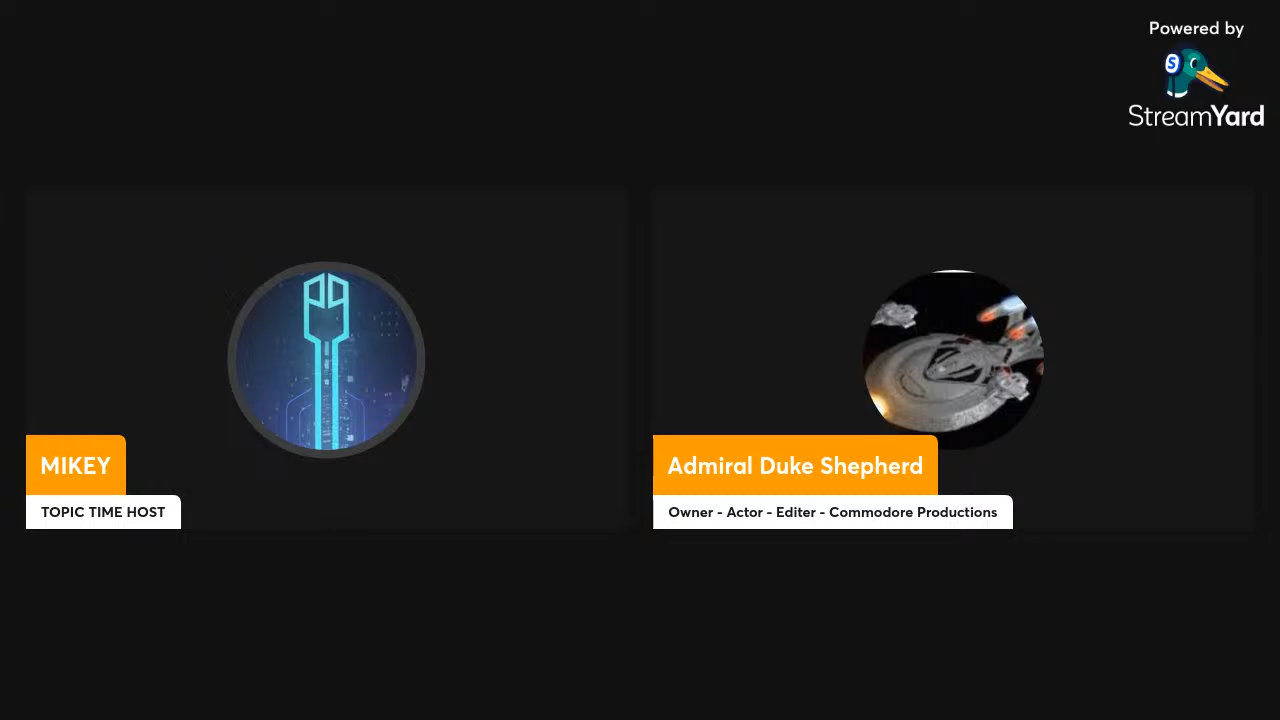 Powered by
S
StreamYard
MIKEY
TOPIC TIME HOST
Admiral Duke Shepherd
Owner - Actor - Editer - Commodore Productions